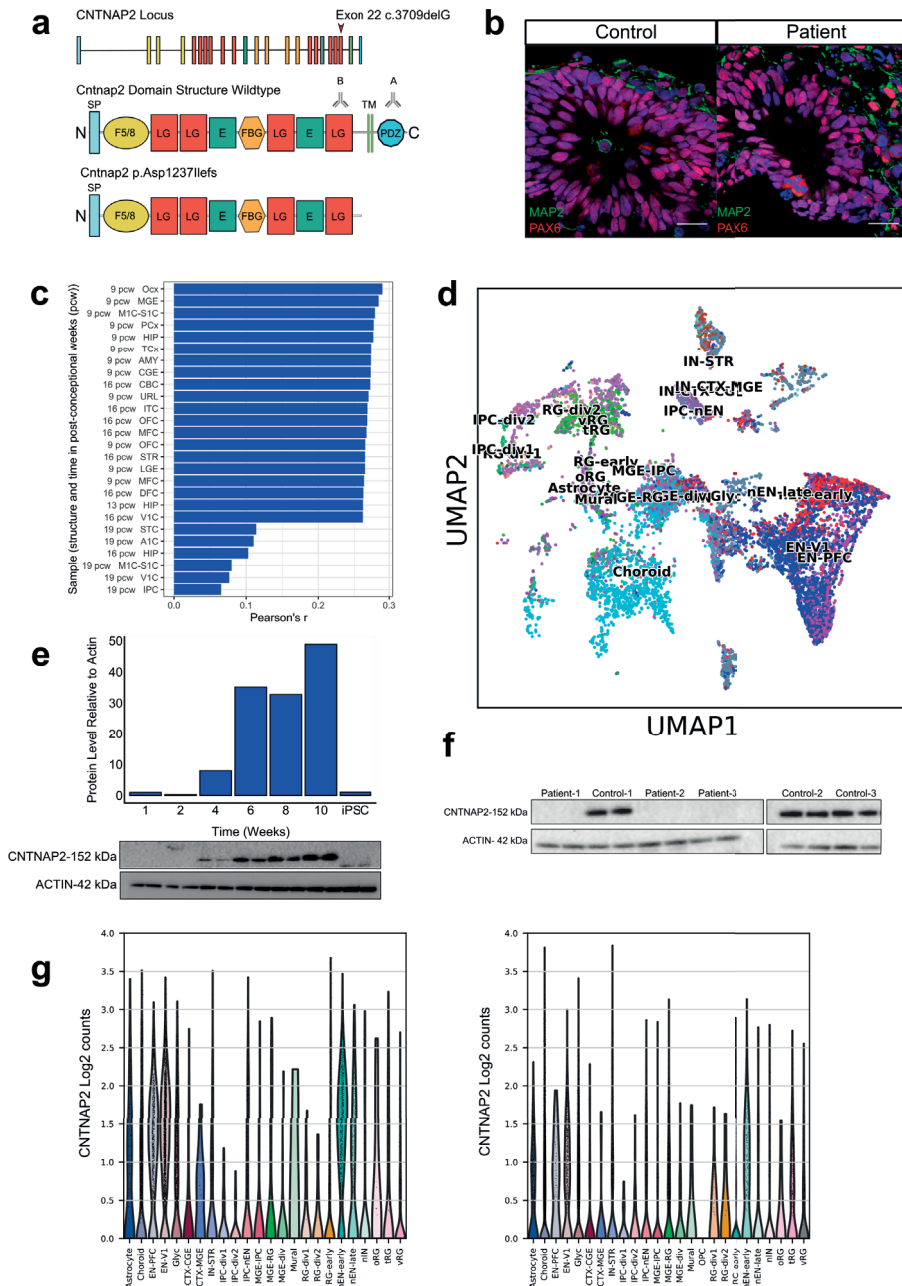 a
CNTNAP2 Locus
Exon 22 c.3709delG
Cntnap2 Domain Structure Wildtype
B
A
SP
TM
N
F5/8
LG
LG
E
FBG
LG
E
LG
PDZ
C
Cntnap2 p.Asp1237Ilefs
SP
N
F5/8
LG
LG
E
FBG
LG
E
LG
b
Control
Patient
MAP2
PAX6
MAP2
PAX6
c
Sample (structure and time in post-conceptional weeks (pcw))
9 pcw Ocx
9 pcw MGE
9 pcw M1C-S1C
9 pcw PCx
9 pcw HIP
9 pcw TCx
9 pcw AMY
9 pcw CGE
16 pcw CBC
9 pcw URL
16 pcw ITC
16 pcw OFC
16 pcw MFC
9 pcw OFC
16 pcw STR
9 pcw LGE
9 pcw MFC
16 pcw DFC
13 pcw HIP
16 pcw V1C
19 pcw STC
19 pcw A1C
16 pcw HIP
19 pcw M1C-S1C
19 pcw V1C
19 pcw IPC
0.0 0.1 0.2 0.3
Pearson's r
d
UMAP2
IN-STR
IN-CTX-MGE
IPC-nEN
IPC-div2
RG-div2
vRG
tRG
IPC-div1
RG-early
oRG
MGE-IPC
Astrocyte
Mural
MGE-RG
Glyc
nEN-late
early
EN-V1
EN-PFC
Choroid
UMAP1
e
Protein Level Relative to Actin
50
40
30
20
10
0
1 2 4 6 8 10 iPSC
Time (Weeks)
CNTNAP2-152 kDa
ACTIN-42 kDa
f
Patient-1 Control-1 Patient-2 Patient-3 Control-2 Control-3
CNTNAP2-152 kDa
ACTIN- 42 kDa
g
CNTNAP2 Log2 counts
4.0
3.5
3.0
2.5
2.0
1.5
1.0
0.5
0.0
Astrocyte
Choroid
EN-PFC
EN-V1
Glyc
CTX-CGE
CTX-MGE
IN-STR
IPC-div1
IPC-div2
IPC-nEN
MGE-IPC
MGE-RG
MGE-div
Mural
RG-div1
RG-div2
RG-early
nEN-early
nEN-late
nIN
oRG
tRG
vRG
CNTNAP2 Log2 counts
4.0
3.5
3.0
2.5
2.0
1.5
1.0
0.5
0.0
Astrocyte
Choroid
EN-PFC
EN-V1
Glyc
CTX-CGE
CTX-MGE
IN-STR
IPC-div1
IPC-div2
IPC-nEN
MGE-IPC
MGE-RG
MGE-div
Mural
oPC
RG-div1
RG-div2
early
nEN-early
EN-late
nIN
oRG
tRG
vRG